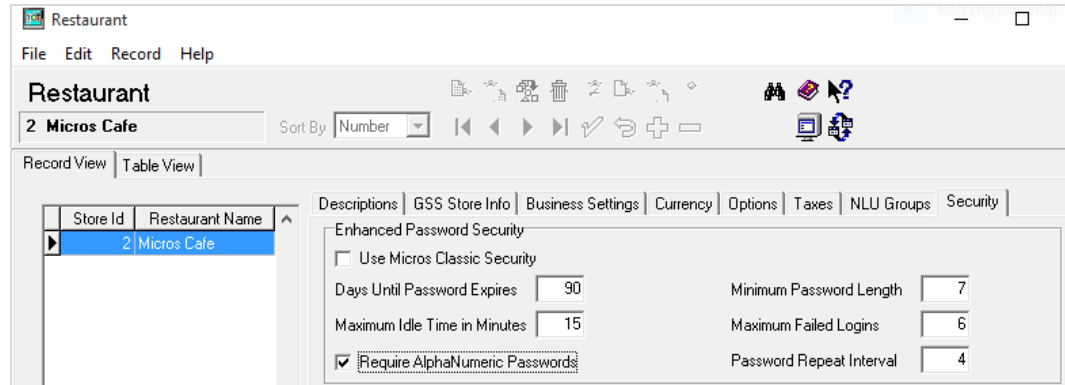 Restaurant
File Edit Record Help
Restaurant
2 Micros Cafe
Sort By Number
Record View Table View
Descriptions GSS Store Info Business Settings Currency Options Taxes NLU Groups Security
Store Id Restaurant Name
2 Micros Cafe
Enhanced Password Security
Use Micros Classic Security
Days Until Password Expires 90 Minimum Password Length 7
Maximum Idle Time in Minutes 15 Maximum Failed Logins 6
Require AlphaNumeric Passwords Password Repeat Interval 4